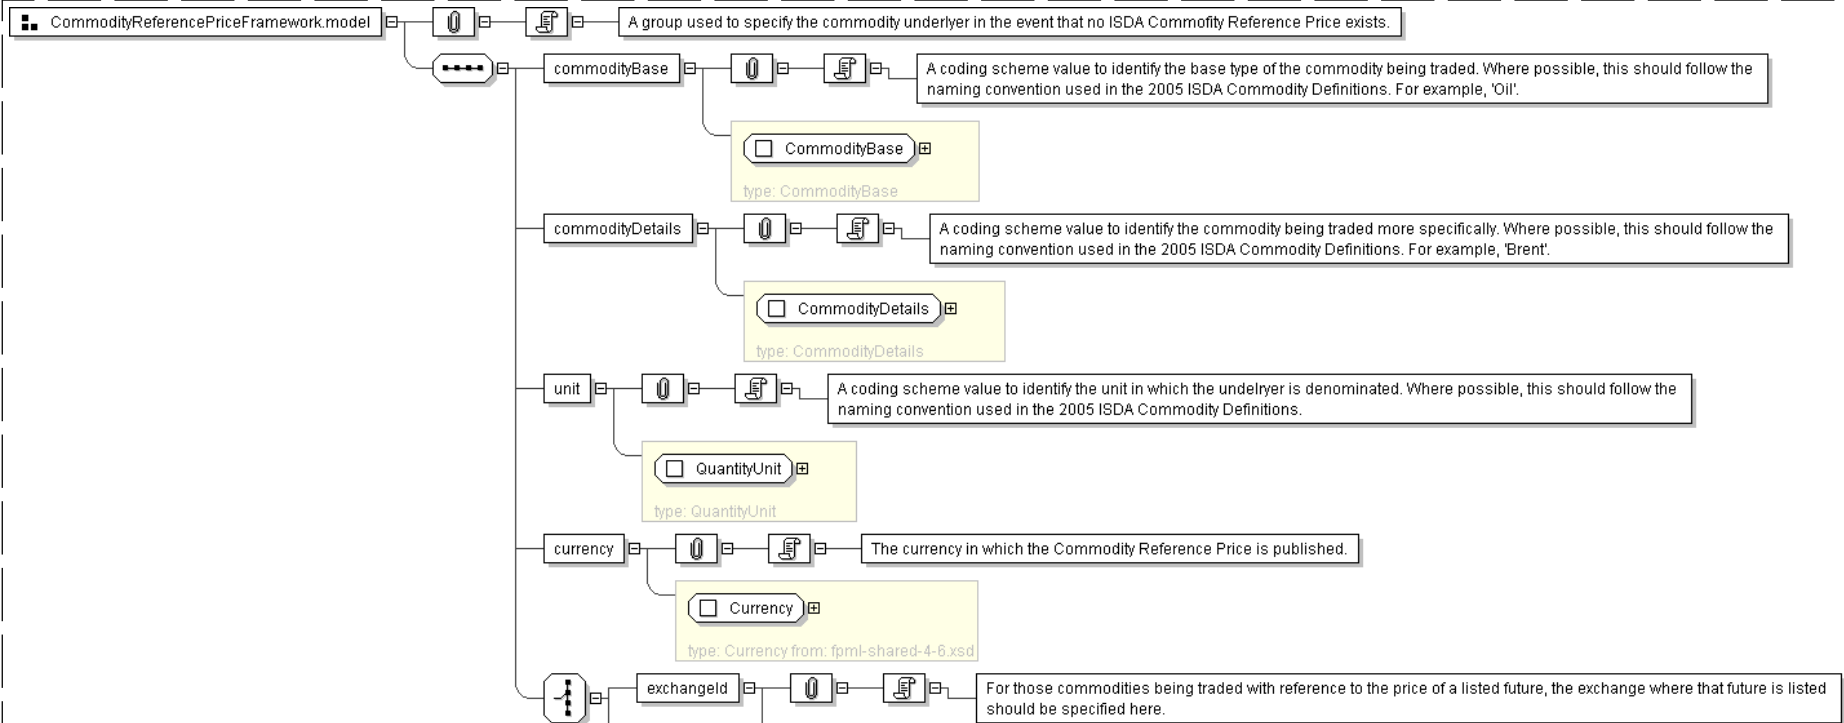 CommodityReferencePriceFramework.model
A group used to specify the commodity underlyer in the event that no ISDA Commofity Reference Price exists.
commodityBase
A coding scheme value to identify the base type of the commodity being traded. Where possible, this should follow the
naming convention used in the 2005 ISDA Commodity Definitions. For example, 'Oil'.
CommodityBase
type: CommodityBase
commodityDetails
A coding scheme value to identify the commodity being traded more specifically. Where possible, this should follow the
naming convention used in the 2005 ISDA Commodity Definitions. For example, 'Brent'.
CommodityDetails
type: CommodityDetails
unit
A coding scheme value to identify the unit in which the undelryer is denominated. Where possible, this should follow the
naming convention used in the 2005 ISDA Commodity Definitions.
QuantityUnit
type: QuantityUnit
currency
The currency in which the Commodity Reference Price is published.
Currency
type: Currency from: fpml-shared-4-6.xsd
exchangeId
For those commodities being traded with reference to the price of a listed future, the exchange where that future is listed
should be specified here.